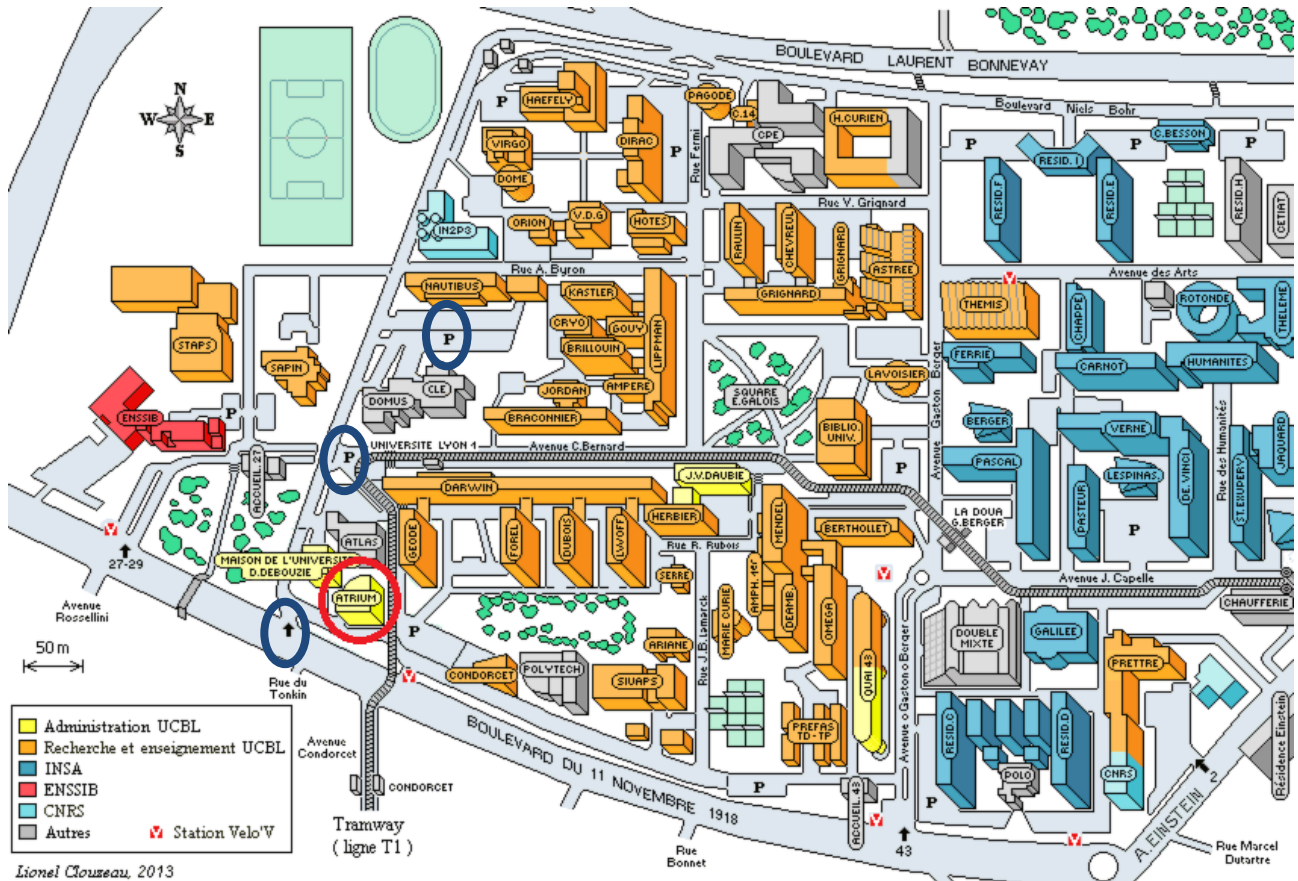 BOULEVARD LAURENT BONNEVAY
Boulevard Niels Bohr
N
W
E
S
P
HAEFELY
PAGODE
C.14
CPE
H.CURIEN
C.BESSON
P
RESID. I
VIRGO
DIRAC
P
Rue Fermi
DOME
RESID.F
RESID.E
RESID.H
CETIAT
Rue V. Grignard
IN2P3
ORION
V.D.G
HOTES
RAULIN
CHEVREUL
GRIGNARD
ASTREE
Rue A. Byron
Avenue des Arts
NAUTIBUS
KASTLER
GRIGNARD
THEMIS
CHAPPE
ROTONDE
THELEME
STAPS
P
CRYO
GOUY
LIPPMAN
BRILLOUIN
FERRIE
CARNOT
HUMANITES
SAPIN
CLE
DOMUS
JORDAN
AMPERE
BRACONNIER
SQUARE
E.GALOIS
LAVOISIER
Avenue Gaston Berger
ENSSIB
P
BIBLIO.
UNIV.
BERGER
VERNE
Rue des Humanités
UNIVERSITE LYON 1
Avenue C.Bernard
P
ACCUEIL 27
PASCAL
LESPINAS.
DE VINCI
JAQUARD
P
DARWIN
J.V.DAUBIE
PASTEUR
ST.EXUPERY
HERBIER
MENDEL
BERTHOLLET
LA DOUA
G.BERGER
P
27-29
ATLAS
GEODE
FOREL
DUBOIS
LWOFF
Rue R. Rubois
MAISON DE L'UNIVERSITE
D.DEBOUZIE
SERRE
AMPH. 1er
Avenue J. Capelle
ATRIUM
MARIE CURIE
DEAMB.
OMEGA
CHAUFFERIE
Avenue
Rossellini
P
Rue J.B.Lamarck
DOUBLE
MIXTE
GALILEE
ARIANE
50 m
Rue du
Tonkin
CONDORCET
POLYTECH
SIUAPS
QUAI 43
Avenue Gaston Berger
PRETTRE
Administration UCBL
Recherche et enseignement UCBL
INSA
ENSSIB
CNRS
Autres
Station Velo'V
Avenue
Condorcet
BOULEVARD DU 11 NOVEMBRE 1918
PREFAS
TD-TP
RESID.C
RESID.D
POLO
CNRS
2
Résidence Einstein
CONDORCET
P
ACCUEIL 43
P
A.EINSTEIN
Tramway
( ligne T1 )
Rue
Bonnet
43
Rue Marcel
Dutartre
Lionel Clouzeau, 2013